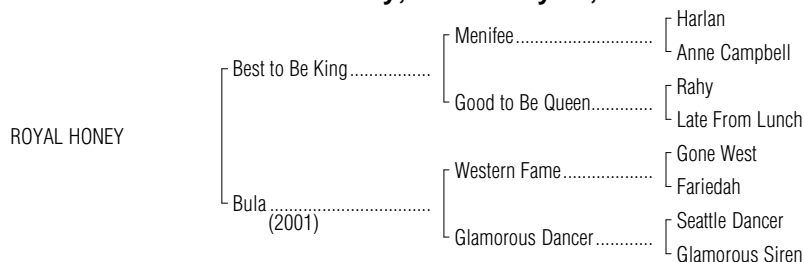 Harlan
Menifee..................
Anne Campbell
Best to Be King.................
Rahy
Good to Be Queen.............
Late From Lunch
ROYAL HONEY
Gone West
Western Fame...................
Fariedah
Bula .................................
(2001)
Seattle Dancer
Glamorous Dancer............
Glamorous Siren